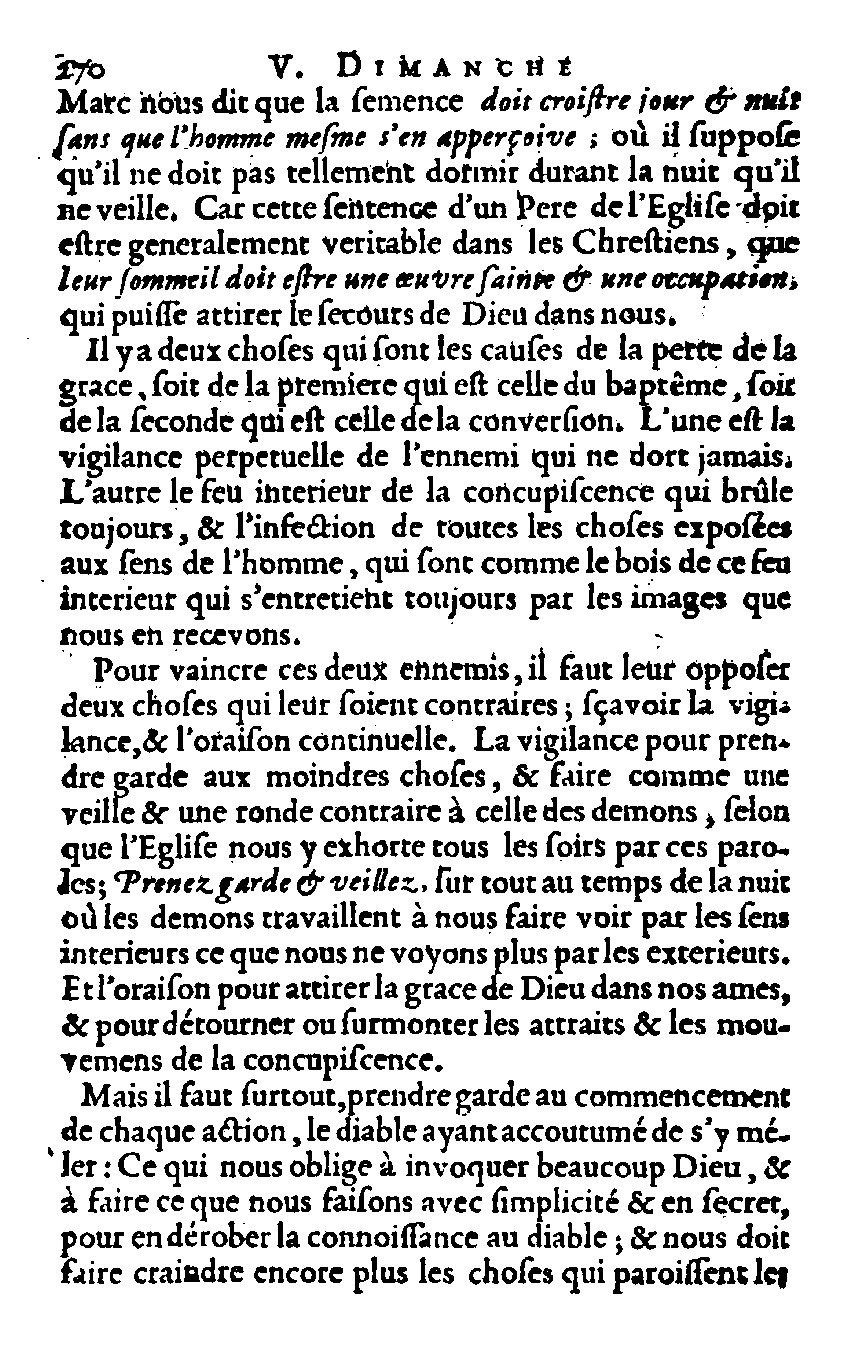 270 V. DIMANCHE
Marc nous dit que la ſemence doit croiſtre jour & nuit
ſans que l'homme meſme s'en apperçoive ; où il ſuppoſe
qu'il ne doit pas tellement dormir durant la nuit qu'il
ne veille. Car cette ſentence d'un Pere de l'Egliſe doit
eſtre generalement veritable dans les Chreſtiens, que
leur ſommeil doit eſtre une œuvre ſainte & une occupation,
qui puiſſe attirer le ſecours de Dieu dans nous.
Il y a deux choſes qui ſont les cauſes de la perte de la
grace, ſoit de la premiere qui eſt celle du baptême, ſoit
de la ſeconde qui eſt celle de la converſion. L'une eſt la
vigilance perpetuelle de l'ennemi qui ne dort jamais.
L'autre le feu interieur de la concupiſcence qui brûle
toujours, & l'infection de toutes les choſes expoſées
aux ſens de l'homme, qui ſont comme le bois de ce feu
interieur qui s'entretient toujours par les images que
nous en recevons.
Pour vaincre ces deux ennemis, il faut leur oppoſer
deux choſes qui leur ſoient contraires ; ſçavoir la vigi-
lance, & l'oraiſon continuelle. La vigilance pour pren-
dre garde aux moindres choſes, & faire comme une
veille & une ronde contraire à celle des demons, ſelon
que l'Egliſe nous y exhorte tous les ſoirs par ces paro-
les; Prenez garde & veillez, ſur tout au temps de la nuit
où les demons travaillent à nous faire voir par les ſens
interieurs ce que nous ne voyons plus par les exterieurs.
Et l'oraiſon pour attirer la grace de Dieu dans nos ames,
& pour détourner ou ſurmonter les attraits & les mou-
vemens de la concupiſcence.
Mais il faut ſurtout, prendre garde au commencement
de chaque action, le diable ayant accoutumé de s'y mé-
ler : Ce qui nous oblige à invoquer beaucoup Dieu, &
à faire ce que nous faiſons avec ſimplicité & en ſecret,
pour en dérober la connoiſſance au diable ; & nous doit
faire craindre encore plus les choſes qui paroiſſent les